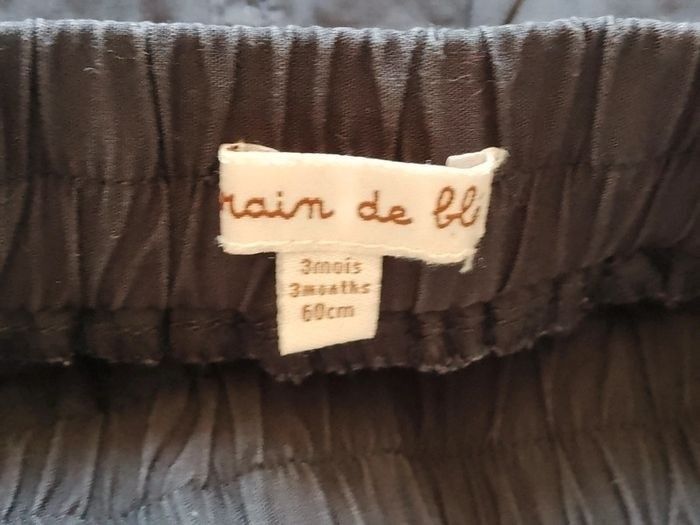 rain de bl
3mois
3months
60cm